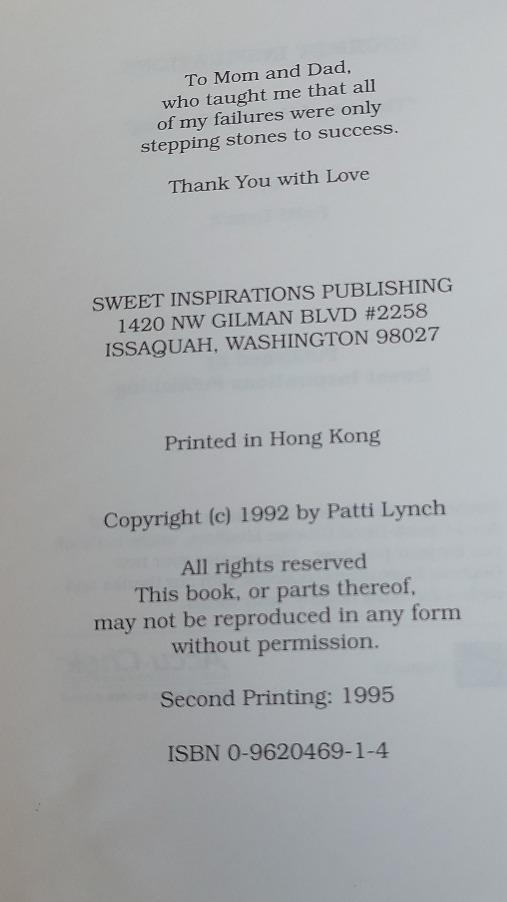 To Mom and Dad,
who taught me that all
of my failures were only
stepping stones to success.
Thank You with Love
SWEET INSPIRATIONS PUBLISHING
1420 NW GILMAN BLVD #2258
ISSAQUAH, WASHINGTON 98027
Printed in Hong Kong
Copyright (c) 1992 by Patti Lynch
All rights reserved
This book, or parts thereof,
may not be reproduced in any form
without permission.
Second Printing: 1995
ISBN 0-9620469-1-4